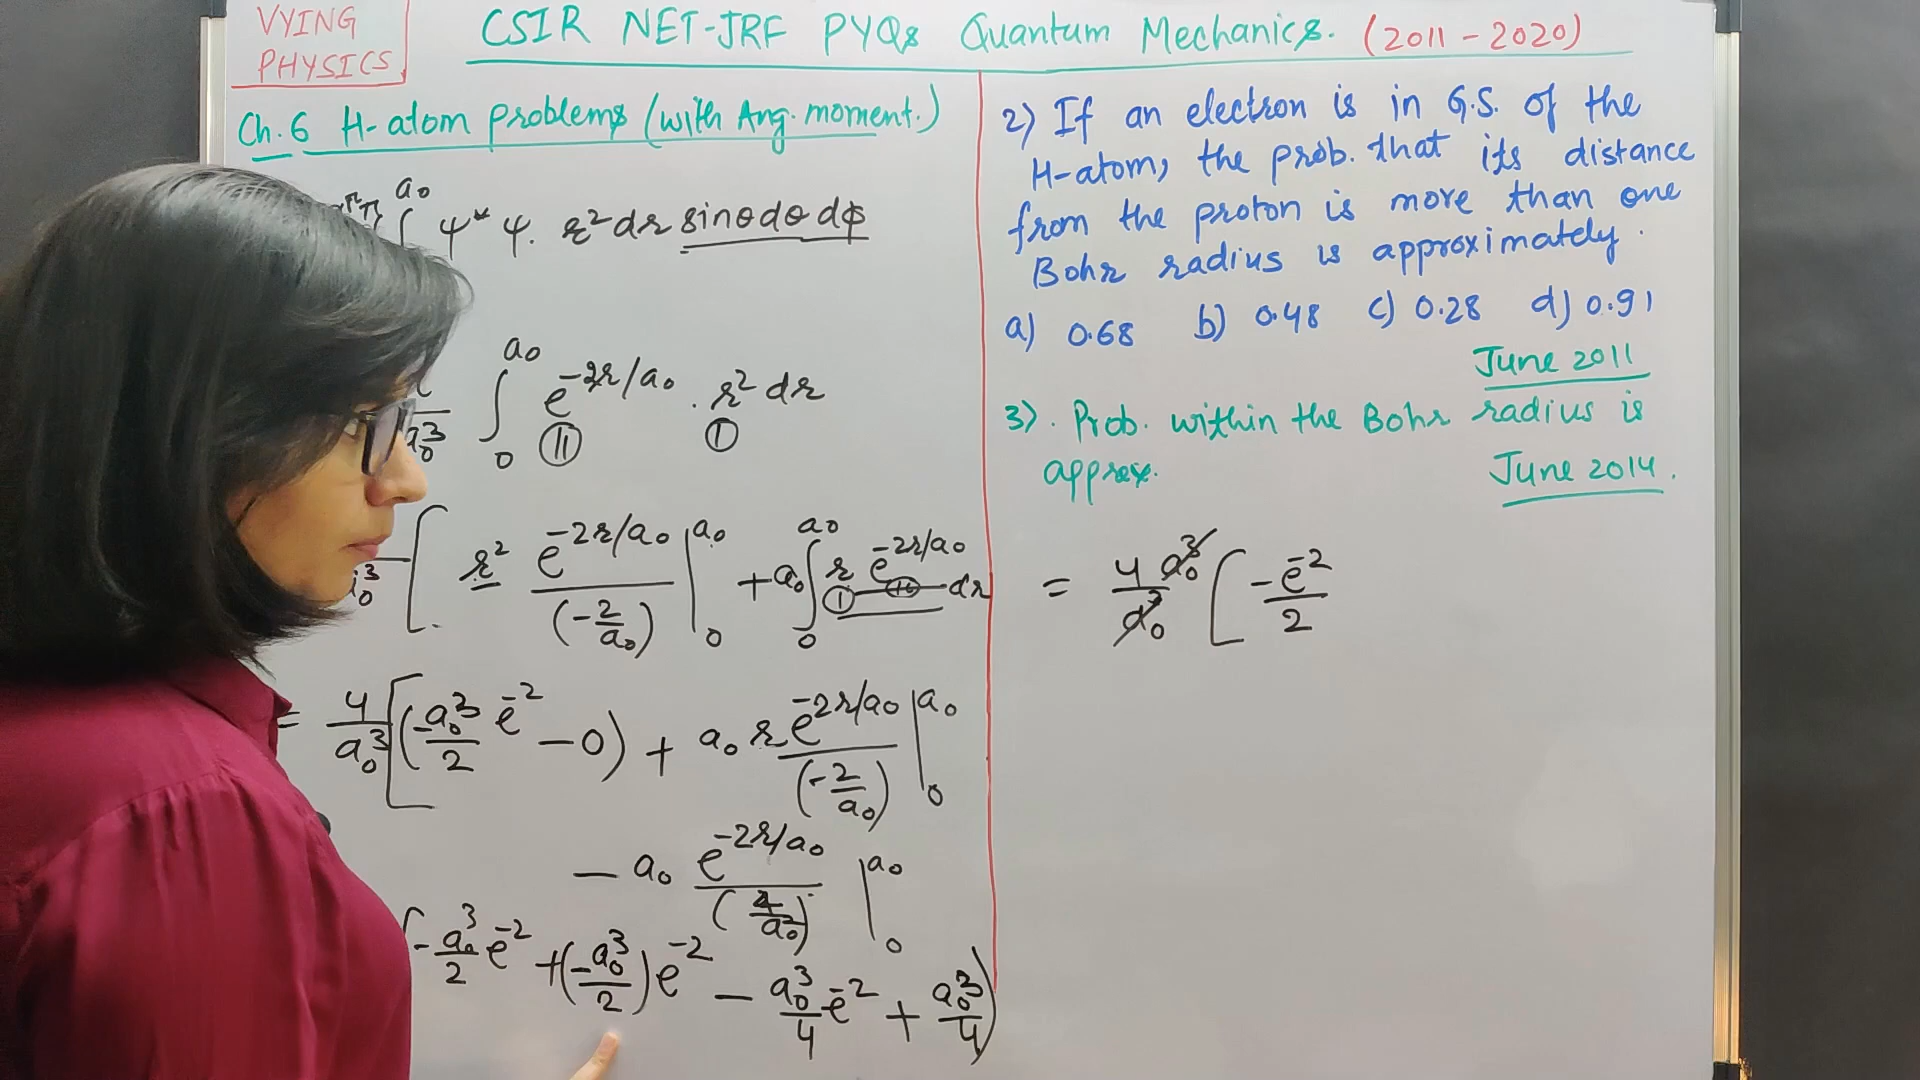 VYING
PHYSICS
CSIR NET-JRF PYQs Quantum Mechanics. (2011 - 2020)
Ch. 6 H-atom problems (with Ang. moment.)
∫ a₀ ψ* ψ. r² dr sinθ dθ dφ
a₀³ ∫₀^a₀ e^-2r/a₀ . r² dr
(II) (I)
a₀³ [ r² e^-2r/a₀ / (-2/a₀) |₀^a₀ + a₀ ∫₀^a₀ r e^-2r/a₀ dr
(I) (II)
= 4/a₀³ [ (-a₀³/2 e^-2 - 0) + a₀ r e^-2r/a₀ / (-2/a₀) |₀^a₀
- a₀ e^-2r/a₀ / (4/a₀²) |₀^a₀
[ -a₀³/2 e^-2 + (-a₀³/2) e^-2 - a₀³/4 e^-2 + a₀³/4 )
2) If an electron is in G.S. of the
H-atom, the prob. that its distance
from the proton is more than one
Bohr radius is approximately.
a) 0.68 b) 0.48 c) 0.28 d) 0.91
June 2011
3). Prob. within the Bohr radius is
approx. June 2014.
= 4 a₀³ / a₀³ [ -e^-2 / 2